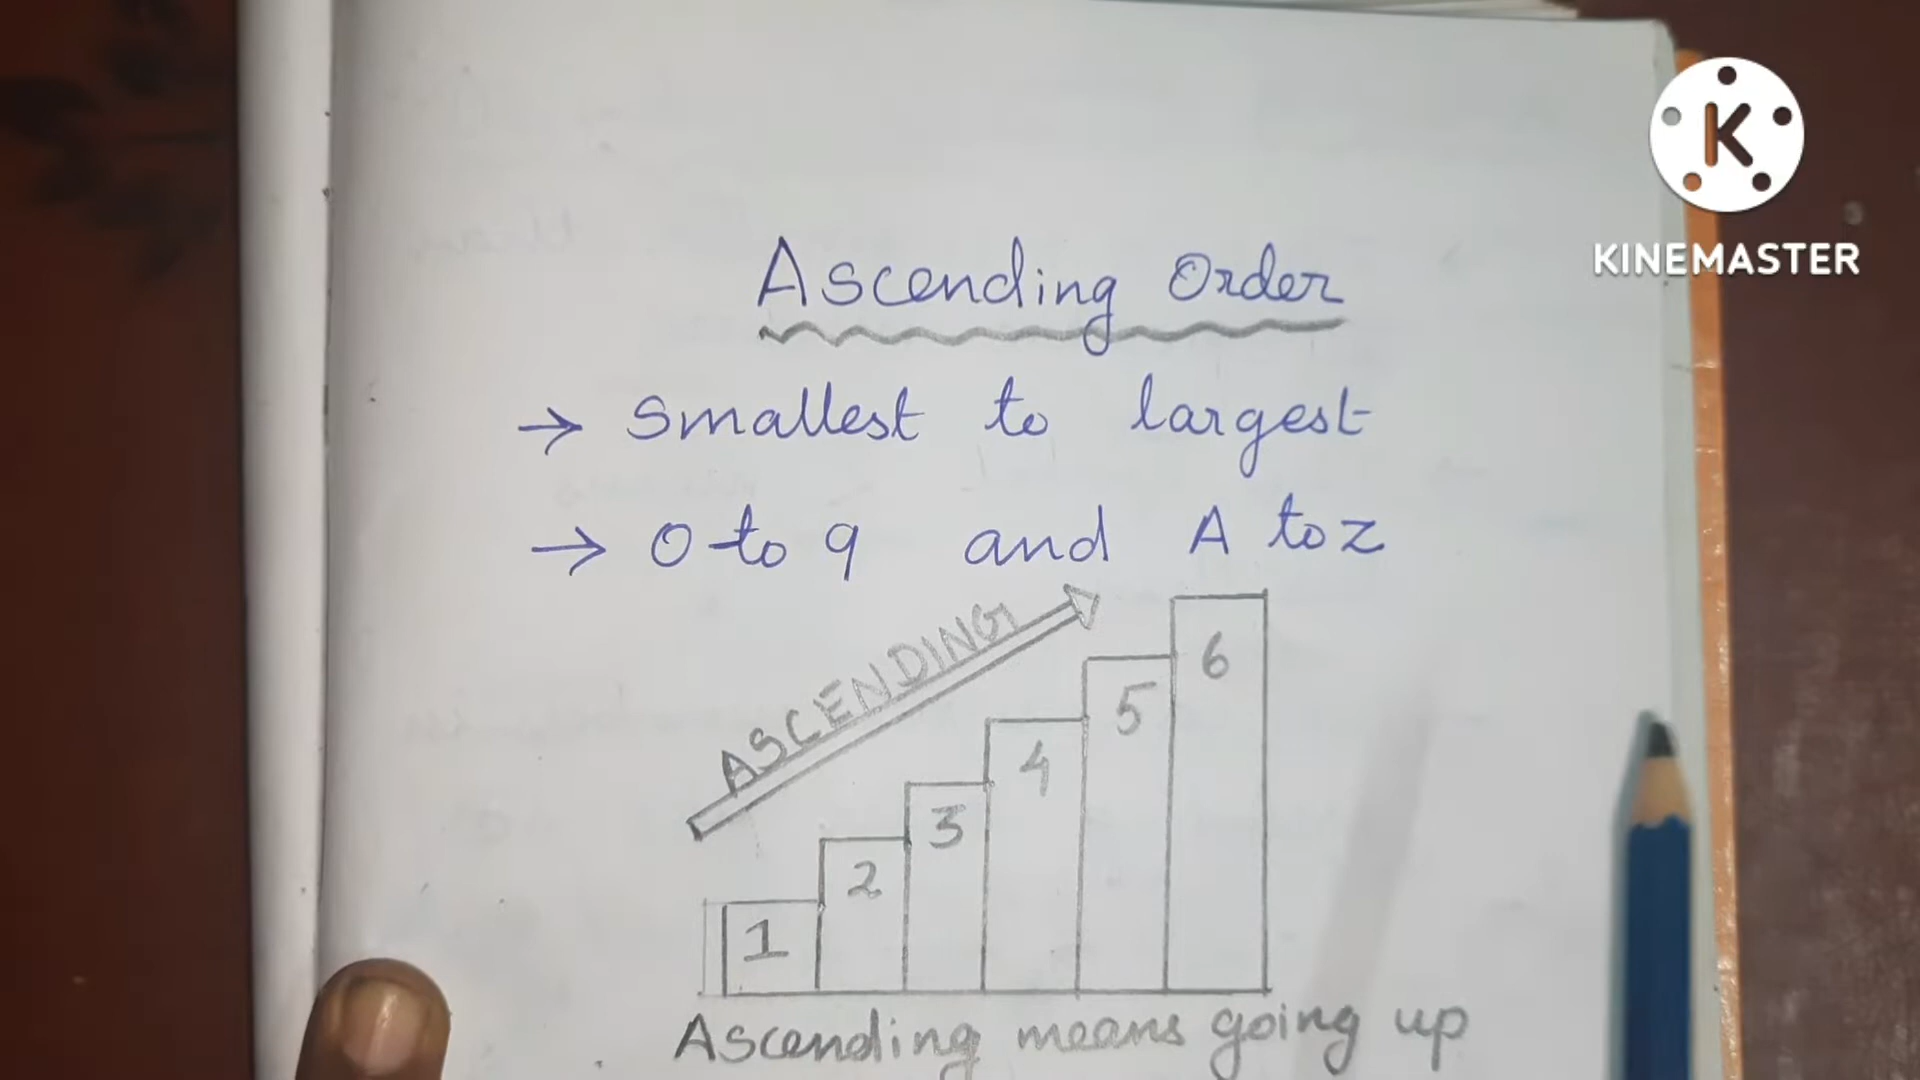 K
KINEMASTER
Ascending Order
→ Smallest to largest
→ 0 to 9 and A to z
ASCENDING
6
5
4
3
2
1
Ascending means going up